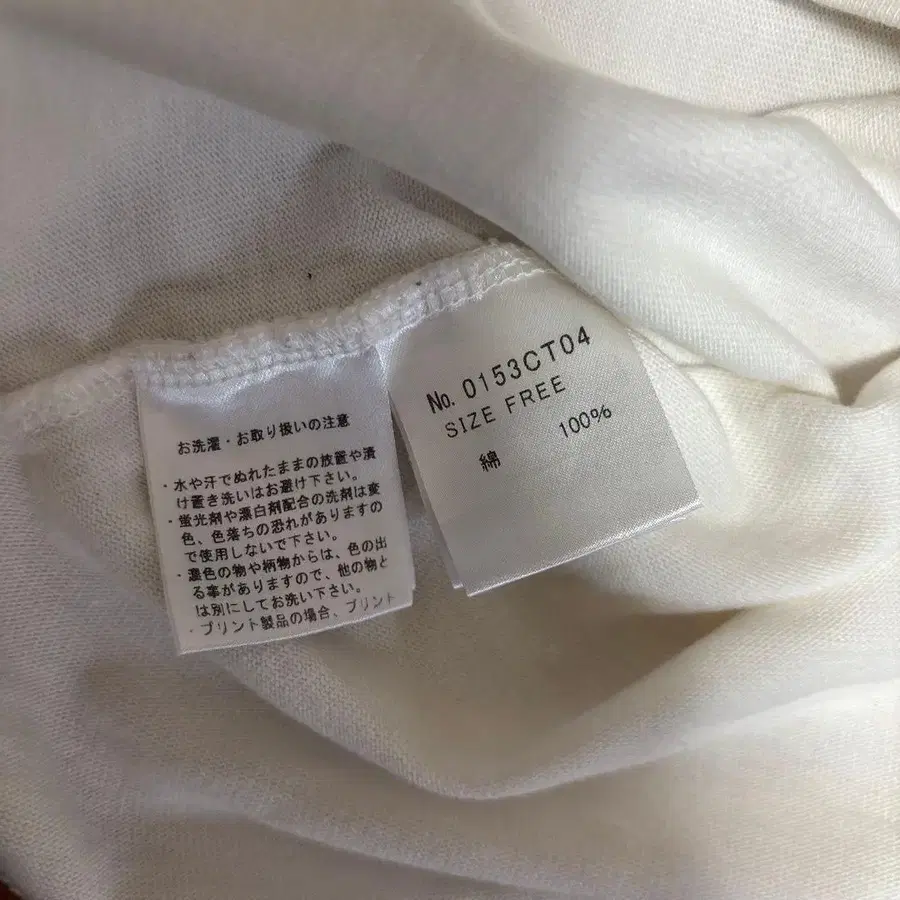 お洗濯・お取り扱いの注意
・水や汗でぬれたままの放置や漬
け置き洗いはお避け下さい。
・蛍光剤や漂白剤配合の洗剤は変
色、色落ちの恐れがありますの
で使用しないで下さい。
・濃色の物や柄物からは、色の出
る事がありますので、他の物と
は別にしてお洗い下さい。
・プリント製品の場合、プリント
No. 0153CT04
SIZE FREE
綿 100%